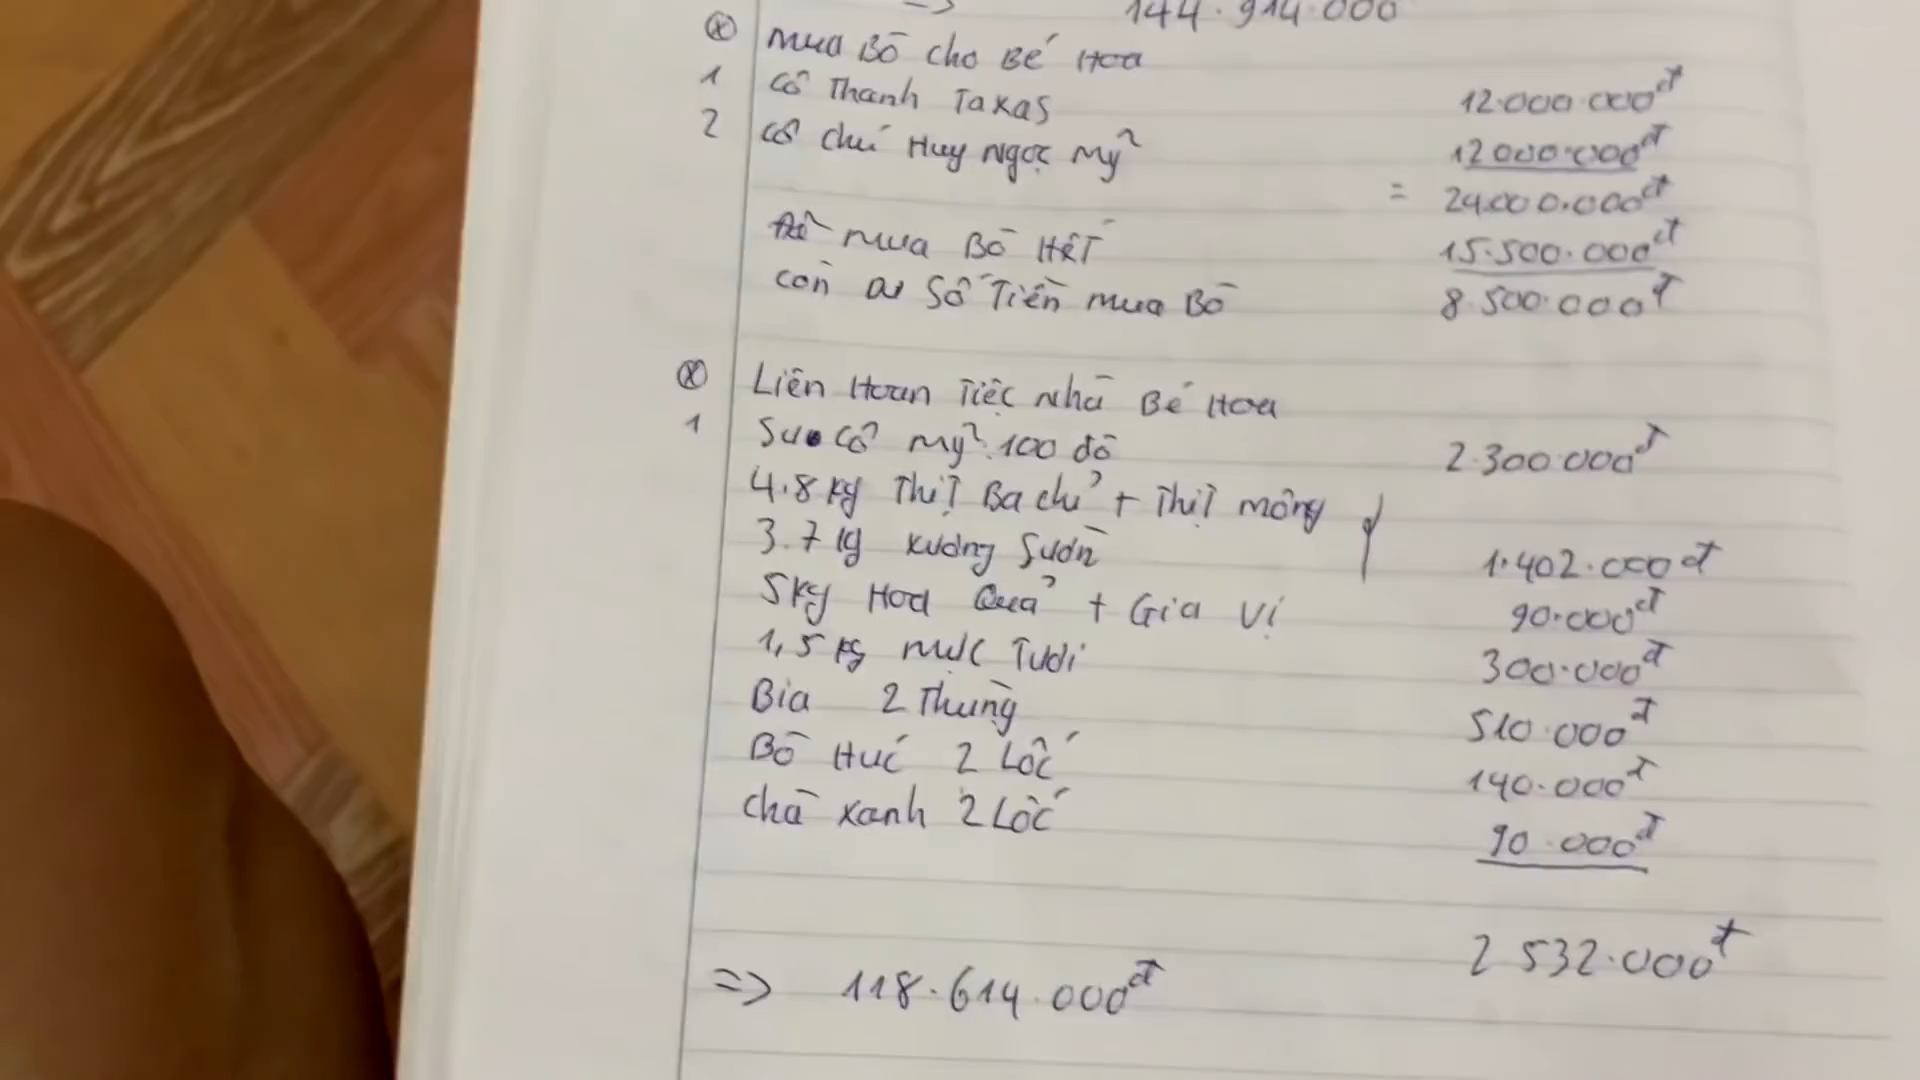 => 144.914.000
⊗ mua Bò cho Bé Hoa
1 cô Thanh Taxas 12.000.000đ
2 cô chú Huy Ngọc Mỹ 12000.000đ
= 24.000.000đ
Đã mua Bò Hết 15.500.000đ
còn dư Số Tiền mua Bò 8.500.000đ
⊗ Liên Hoan Tiệc nhà Bé Hoa
1 Su cô Mỹ 100 đô 2.300.000đ
4.8 kg Thịt Ba chỉ + Thịt mông
3.7 kg xương Sườn 1.402.000đ
5kg Hoa Quả + Gia Vị 90.000đ
1,5 kg mực Tươi 300.000đ
Bia 2 Thùng 510.000đ
Bò Húc 2 Lốc 140.000đ
chà xanh 2 Lốc 90.000đ
2 532.000đ
=> 118.614.000đ